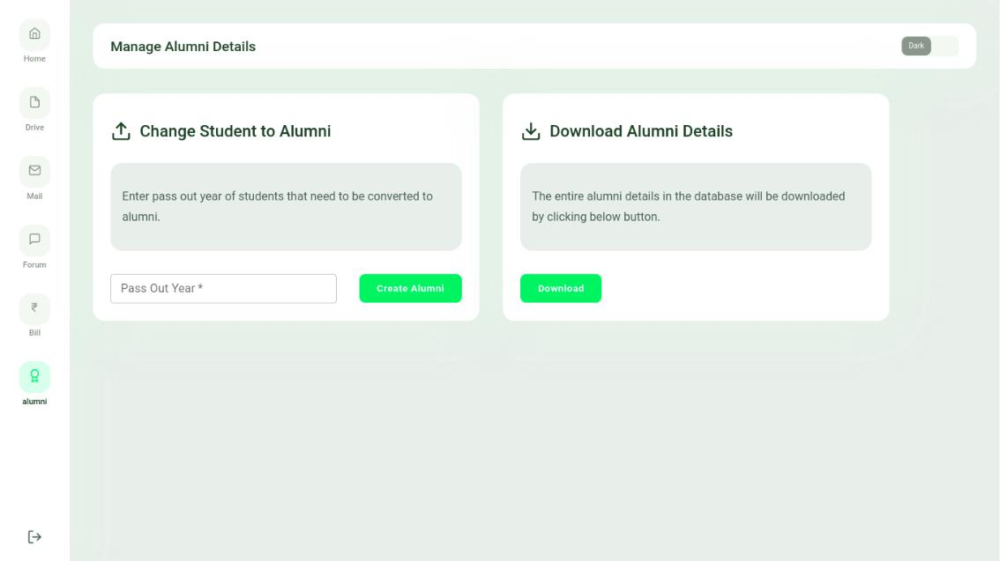 Home
Drive
Mail
Forum
₹
Bill
alumni
Manage Alumni Details
Dark
Change Student to Alumni
Enter pass out year of students that need to be converted to
alumni.
Pass Out Year *
Create Alumni
Download Alumni Details
The entire alumni details in the database will be downloaded
by clicking below button.
Download